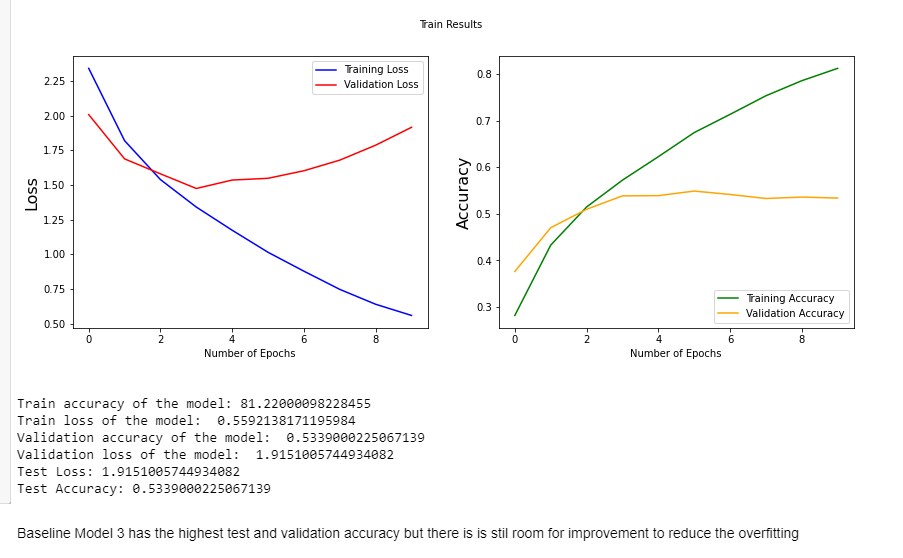 Train Results
Training Loss
Validation Loss
2.25
2.00
1.75
1.50
1.25
1.00
0.75
0.50
Loss
0 2 4 6 8
Number of Epochs
0.8
0.7
0.6
0.5
0.4
0.3
Accuracy
Training Accuracy
Validation Accuracy
0 2 4 6 8
Number of Epochs
Train accuracy of the model: 81.22000098228455
Train loss of the model:  0.5592138171195984
Validation accuracy of the model:  0.5339000225067139
Validation loss of the model:  1.9151005744934082
Test Loss: 1.9151005744934082
Test Accuracy: 0.5339000225067139
Baseline Model 3 has the highest test and validation accuracy but there is is stil room for improvement to reduce the overfitting